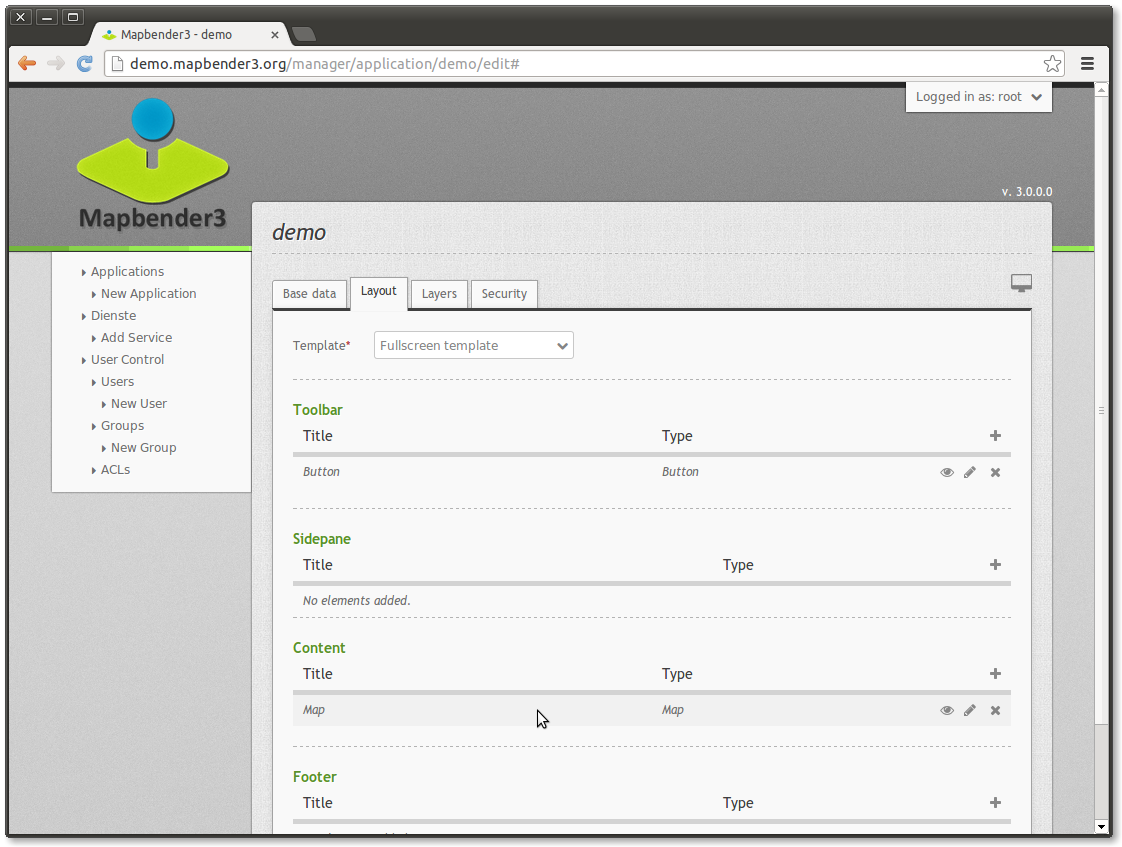 Mapbender3 - demo
demo.mapbender3.org/manager/application/demo/edit#
Logged in as: root
Mapbender3
v. 3.0.0.0
demo
Applications
New Application
Dienste
Add Service
User Control
Users
New User
Groups
New Group
ACLs
Base data Layout Layers Security
Template* Fullscreen template
Toolbar
Title Type
Button Button
Sidepane
Title Type
No elements added.
Content
Title Type
Map Map
Footer
Title Type